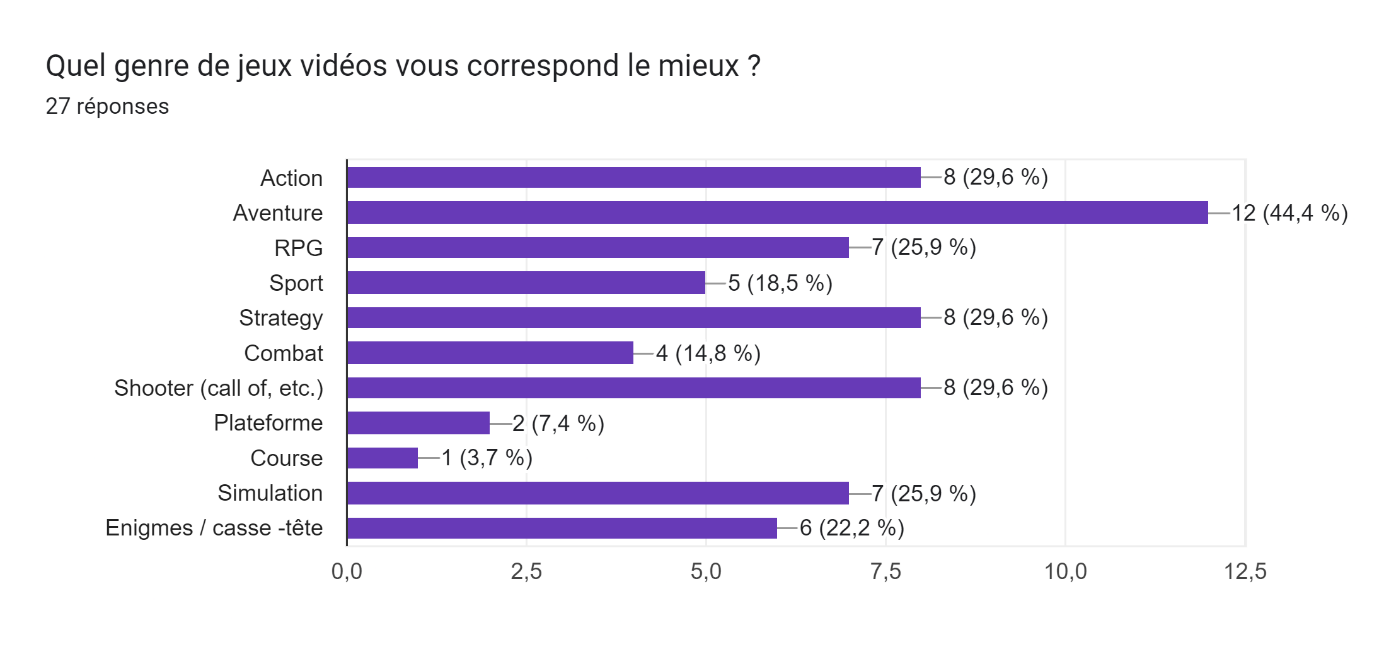 Quel genre de jeux vidéos vous correspond le mieux ?
27 réponses
Action 8 (29,6 %)
Aventure 12 (44,4 %)
RPG 7 (25,9 %)
Sport 5 (18,5 %)
Strategy 8 (29,6 %)
Combat 4 (14,8 %)
Shooter (call of, etc.) 8 (29,6 %)
Plateforme 2 (7,4 %)
Course 1 (3,7 %)
Simulation 7 (25,9 %)
Enigmes / casse -tête 6 (22,2 %)
0,0 2,5 5,0 7,5 10,0 12,5